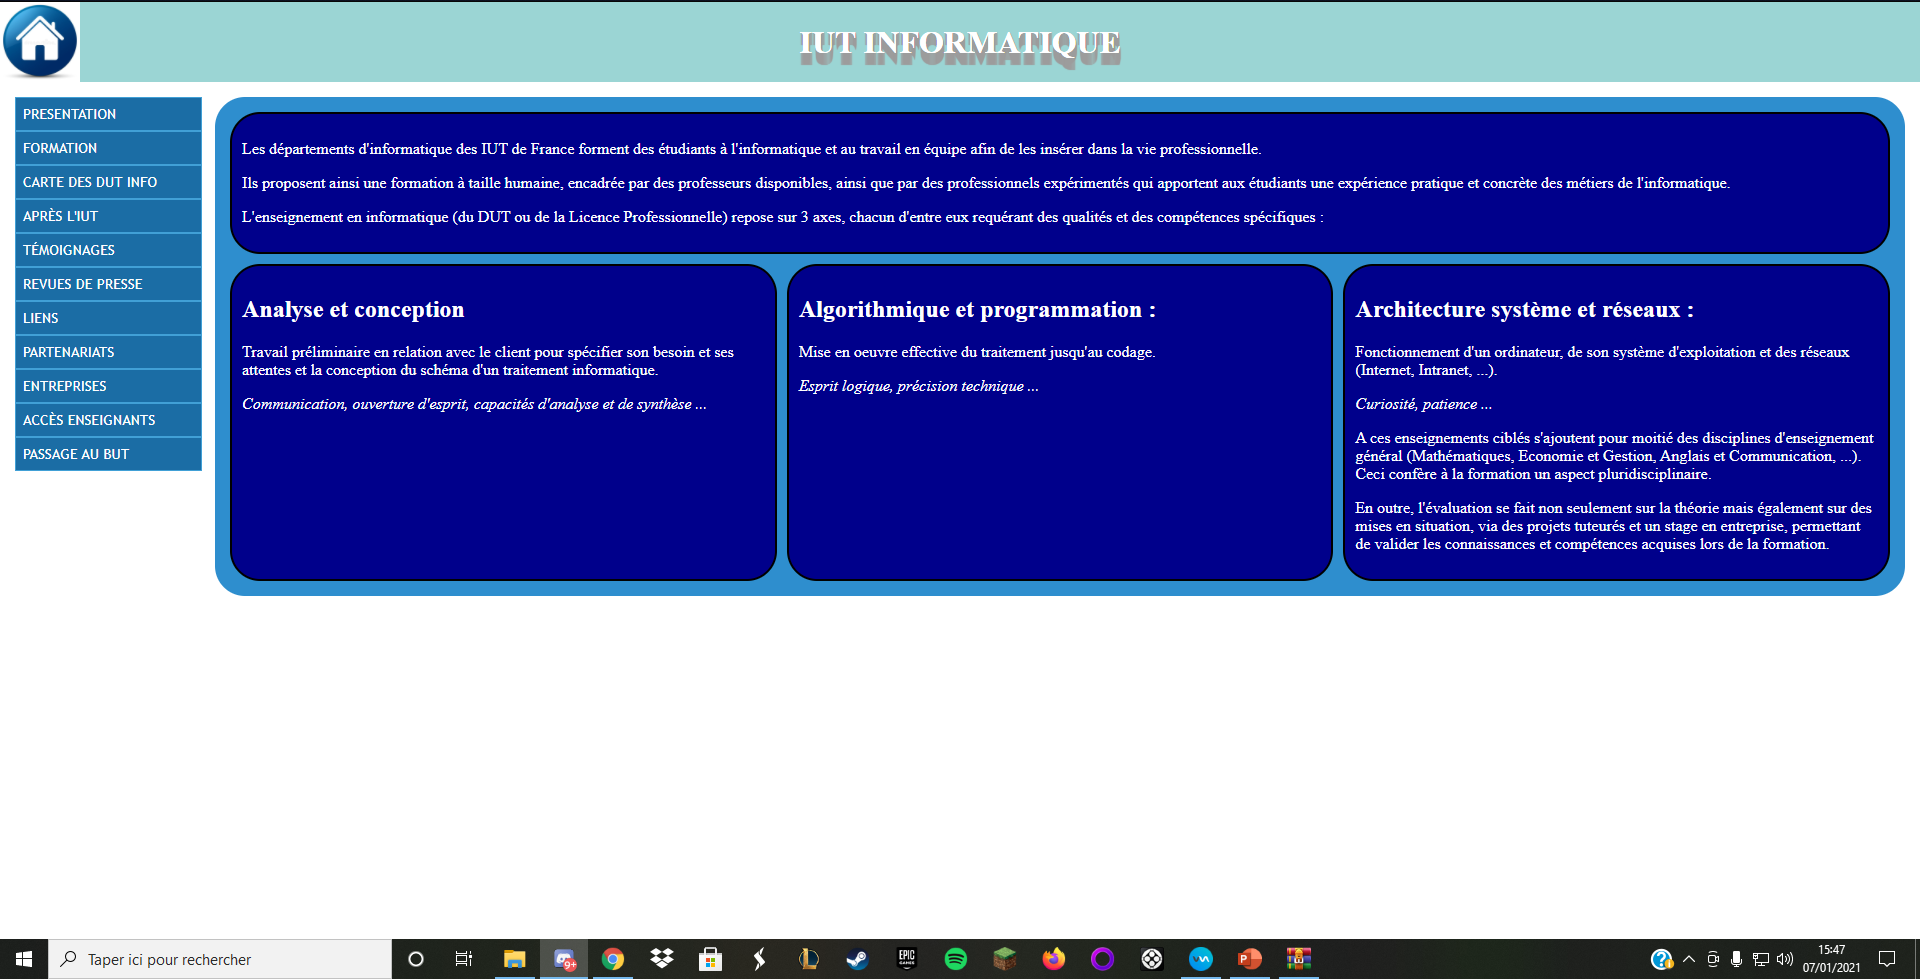 IUT INFORMATIQUE
PRESENTATION
FORMATION
CARTE DES DUT INFO
APRÈS L'IUT
TÉMOIGNAGES
REVUES DE PRESSE
LIENS
PARTENARIATS
ENTREPRISES
ACCÈS ENSEIGNANTS
PASSAGE AU BUT
Les départements d'informatique des IUT de France forment des étudiants à l'informatique et au travail en équipe afin de les insérer dans la vie professionnelle.
Ils proposent ainsi une formation à taille humaine, encadrée par des professeurs disponibles, ainsi que par des professionnels expérimentés qui apportent aux étudiants une expérience pratique et concrète des métiers de l'informatique.
L'enseignement en informatique (du DUT ou de la Licence Professionnelle) repose sur 3 axes, chacun d'entre eux requérant des qualités et des compétences spécifiques :
Analyse et conception
Travail préliminaire en relation avec le client pour spécifier son besoin et ses
attentes et la conception du schéma d'un traitement informatique.
Communication, ouverture d'esprit, capacités d'analyse et de synthèse ...
Algorithmique et programmation :
Mise en oeuvre effective du traitement jusqu'au codage.
Esprit logique, précision technique ...
Architecture système et réseaux :
Fonctionnement d'un ordinateur, de son système d'exploitation et des réseaux
(Internet, Intranet, ...).
Curiosité, patience ...
A ces enseignements ciblés s'ajoutent pour moitié des disciplines d'enseignement
général (Mathématiques, Economie et Gestion, Anglais et Communication, ...).
Ceci confère à la formation un aspect pluridisciplinaire.
En outre, l'évaluation se fait non seulement sur la théorie mais également sur des
mises en situation, via des projets tuteurés et un stage en entreprise, permettant
de valider les connaissances et compétences acquises lors de la formation.
Taper ici pour rechercher
9+
EPIC
GAMES
15:47
07/01/2021